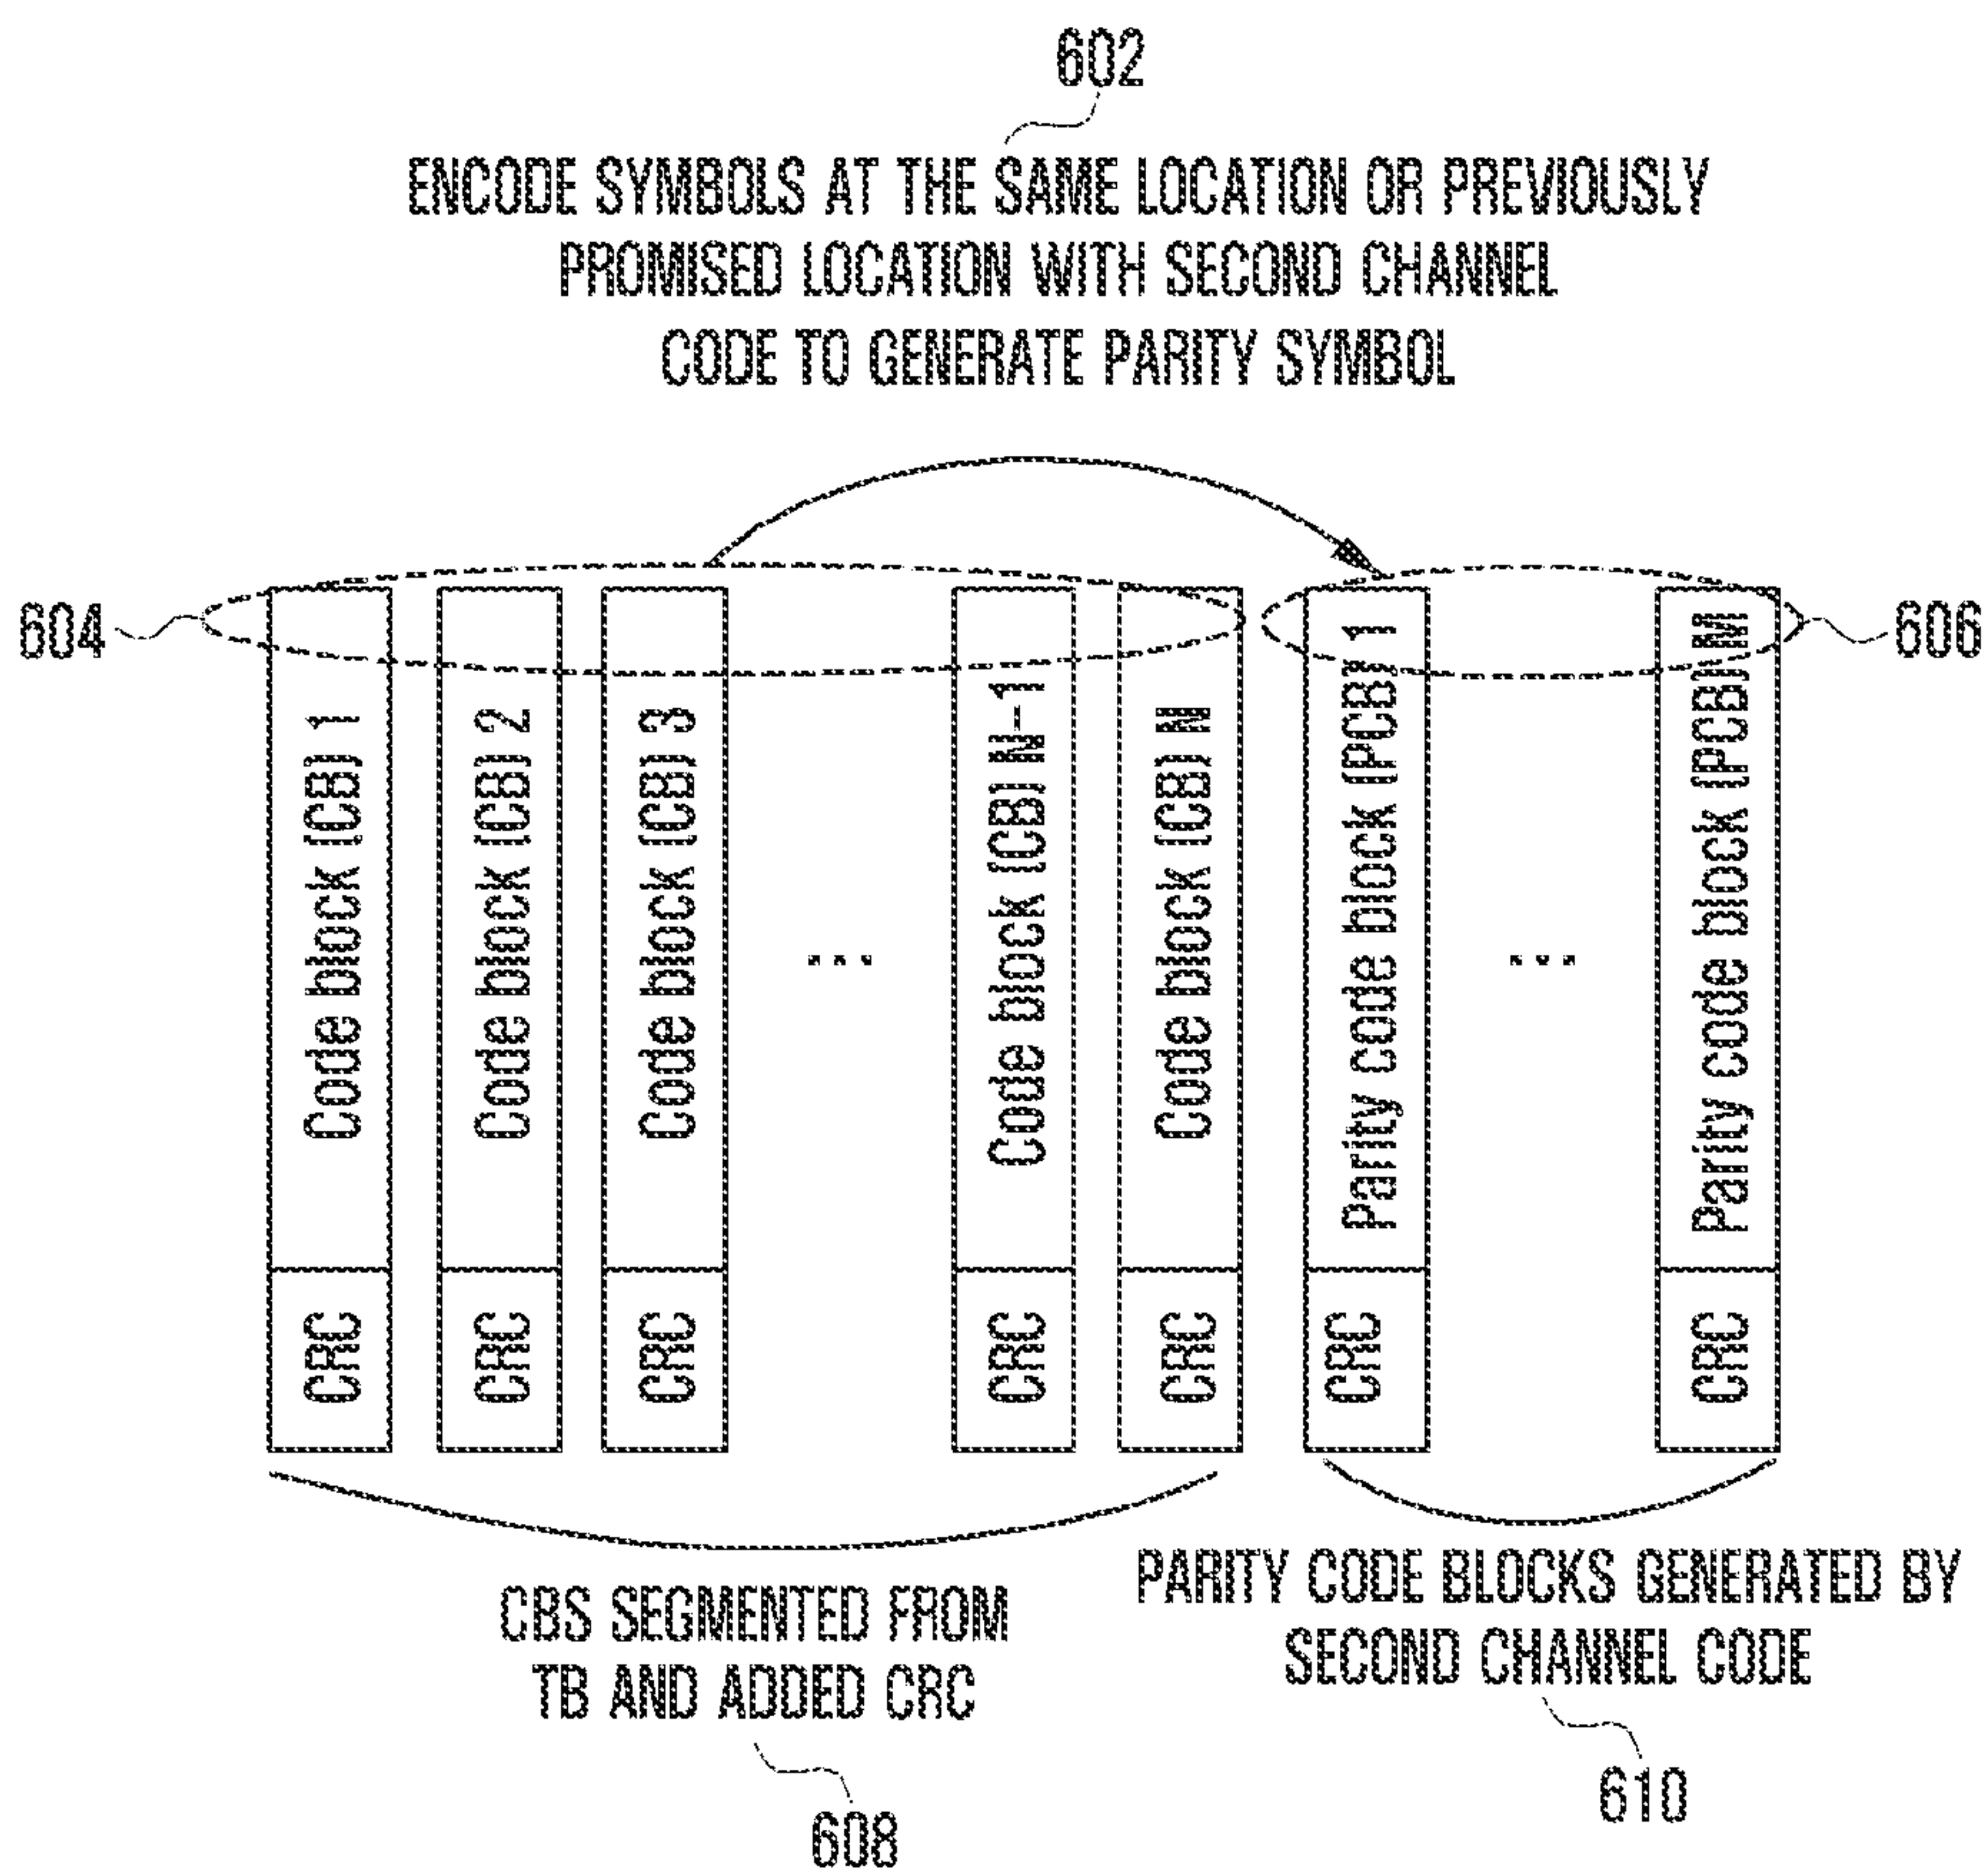 602
ENCODE SYMBOLS AT THE SAME LOCATION OR PREVIOUSLY
PROMISED LOCATION WITH SECOND CHANNEL
CODE TO GENERATE PARITY SYMBOL
604
606
Code block (CB) 1
Code block (CB) 2
Code block (CB) 3
...
Code block (CB) N-1
Code block (CB) N
Parity code block (PCB) 1
...
Parity code block (PCB) M
CRC
CRC
CRC
CRC
CRC
CRC
CRC
CBS SEGMENTED FROM
TB AND ADDED CRC
608
PARITY CODE BLOCKS GENERATED BY
SECOND CHANNEL CODE
610